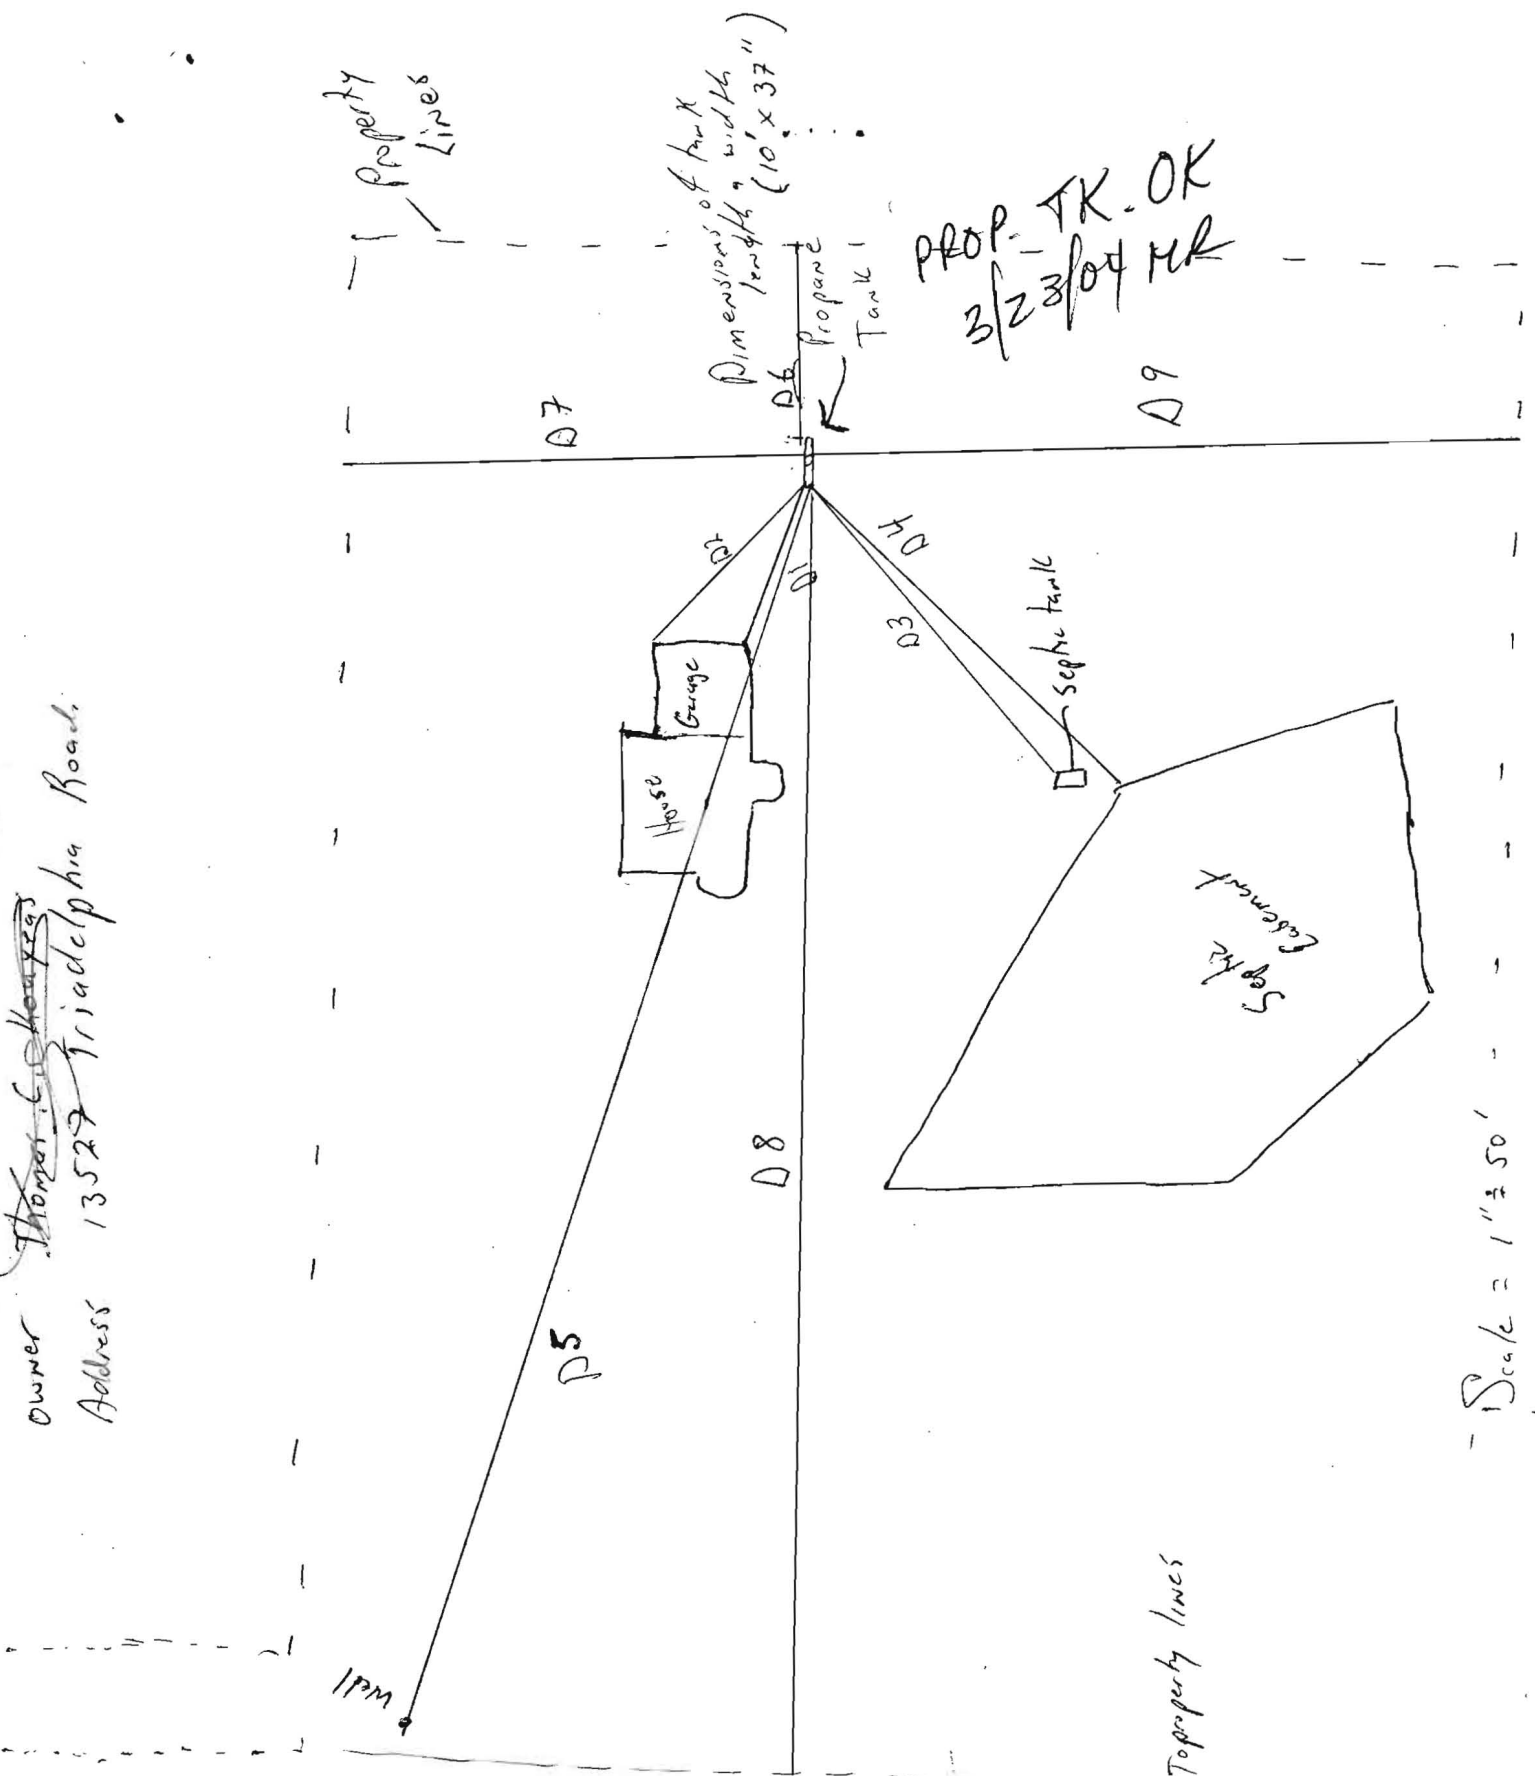 owner
Address 13527 Triadelphia Road
Property
Lines
Dimensions of tank
length & width
(10' x 37")
Propane
Tank 1
PROP. TK. OK
3/23/04 MR
D7
D6
D9
D2
D1
D4
D3
Garage
House
septic tank
Septic
Easement
D8
D5
Well
To property lines
Scale = 1" = 50'